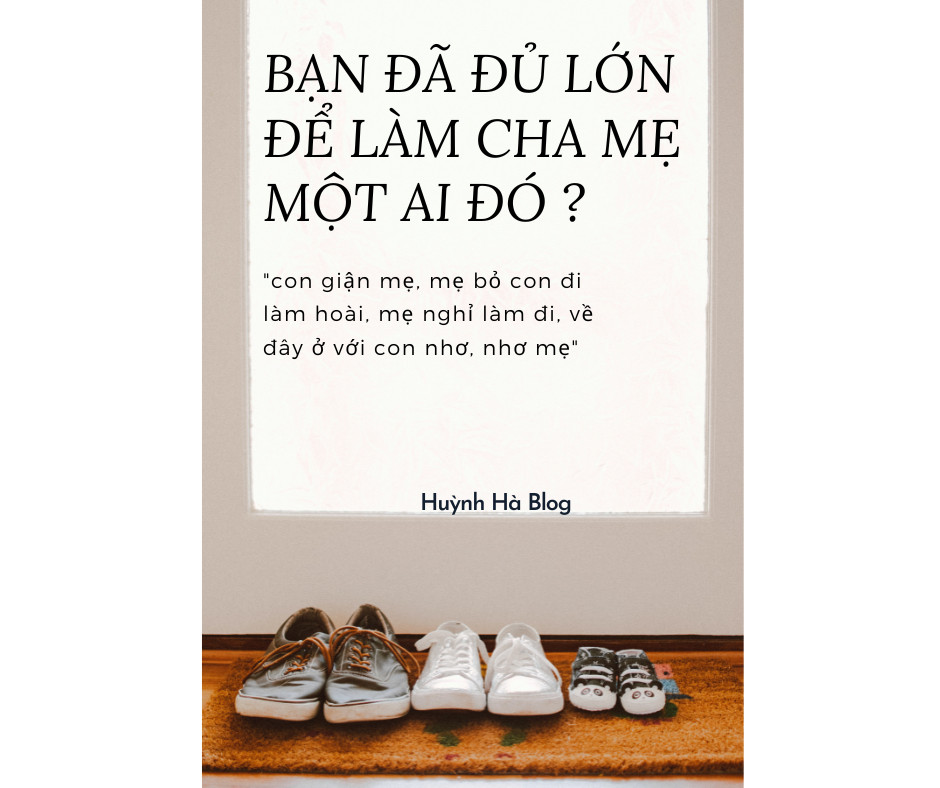 BẠN ĐÃ ĐỦ LỚN
ĐỂ LÀM CHA MẸ
MỘT AI ĐÓ ?
"con giận mẹ, mẹ bỏ con đi
làm hoài, mẹ nghỉ làm đi, về
đây ở với con nhơ, nhơ mẹ"
Huỳnh Hà Blog